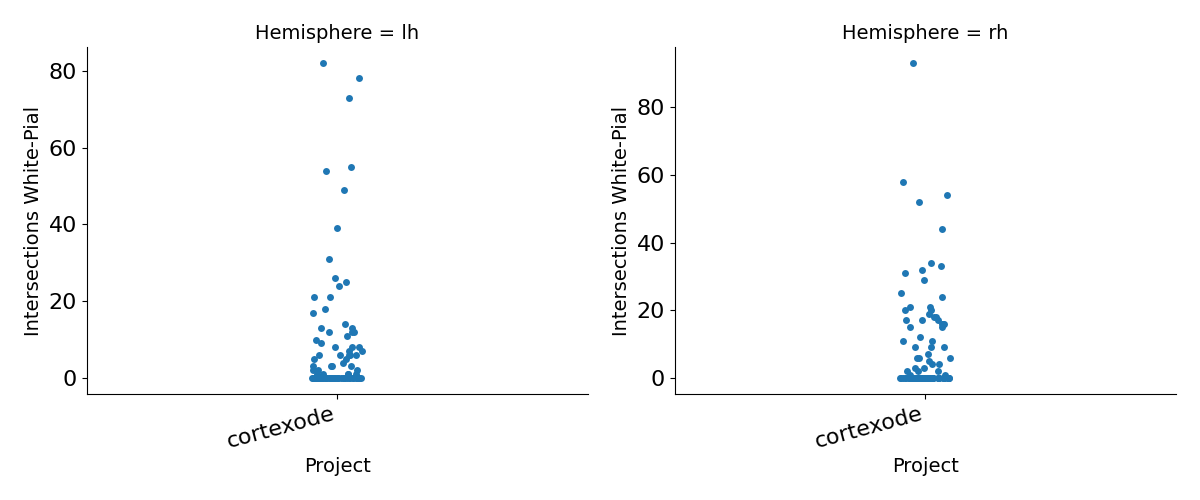 Hemisphere = lh
Intersections White-Pial
80
60
40
20
0
cortexode
Project
Hemisphere = rh
Intersections White-Pial
80
60
40
20
0
cortexode
Project